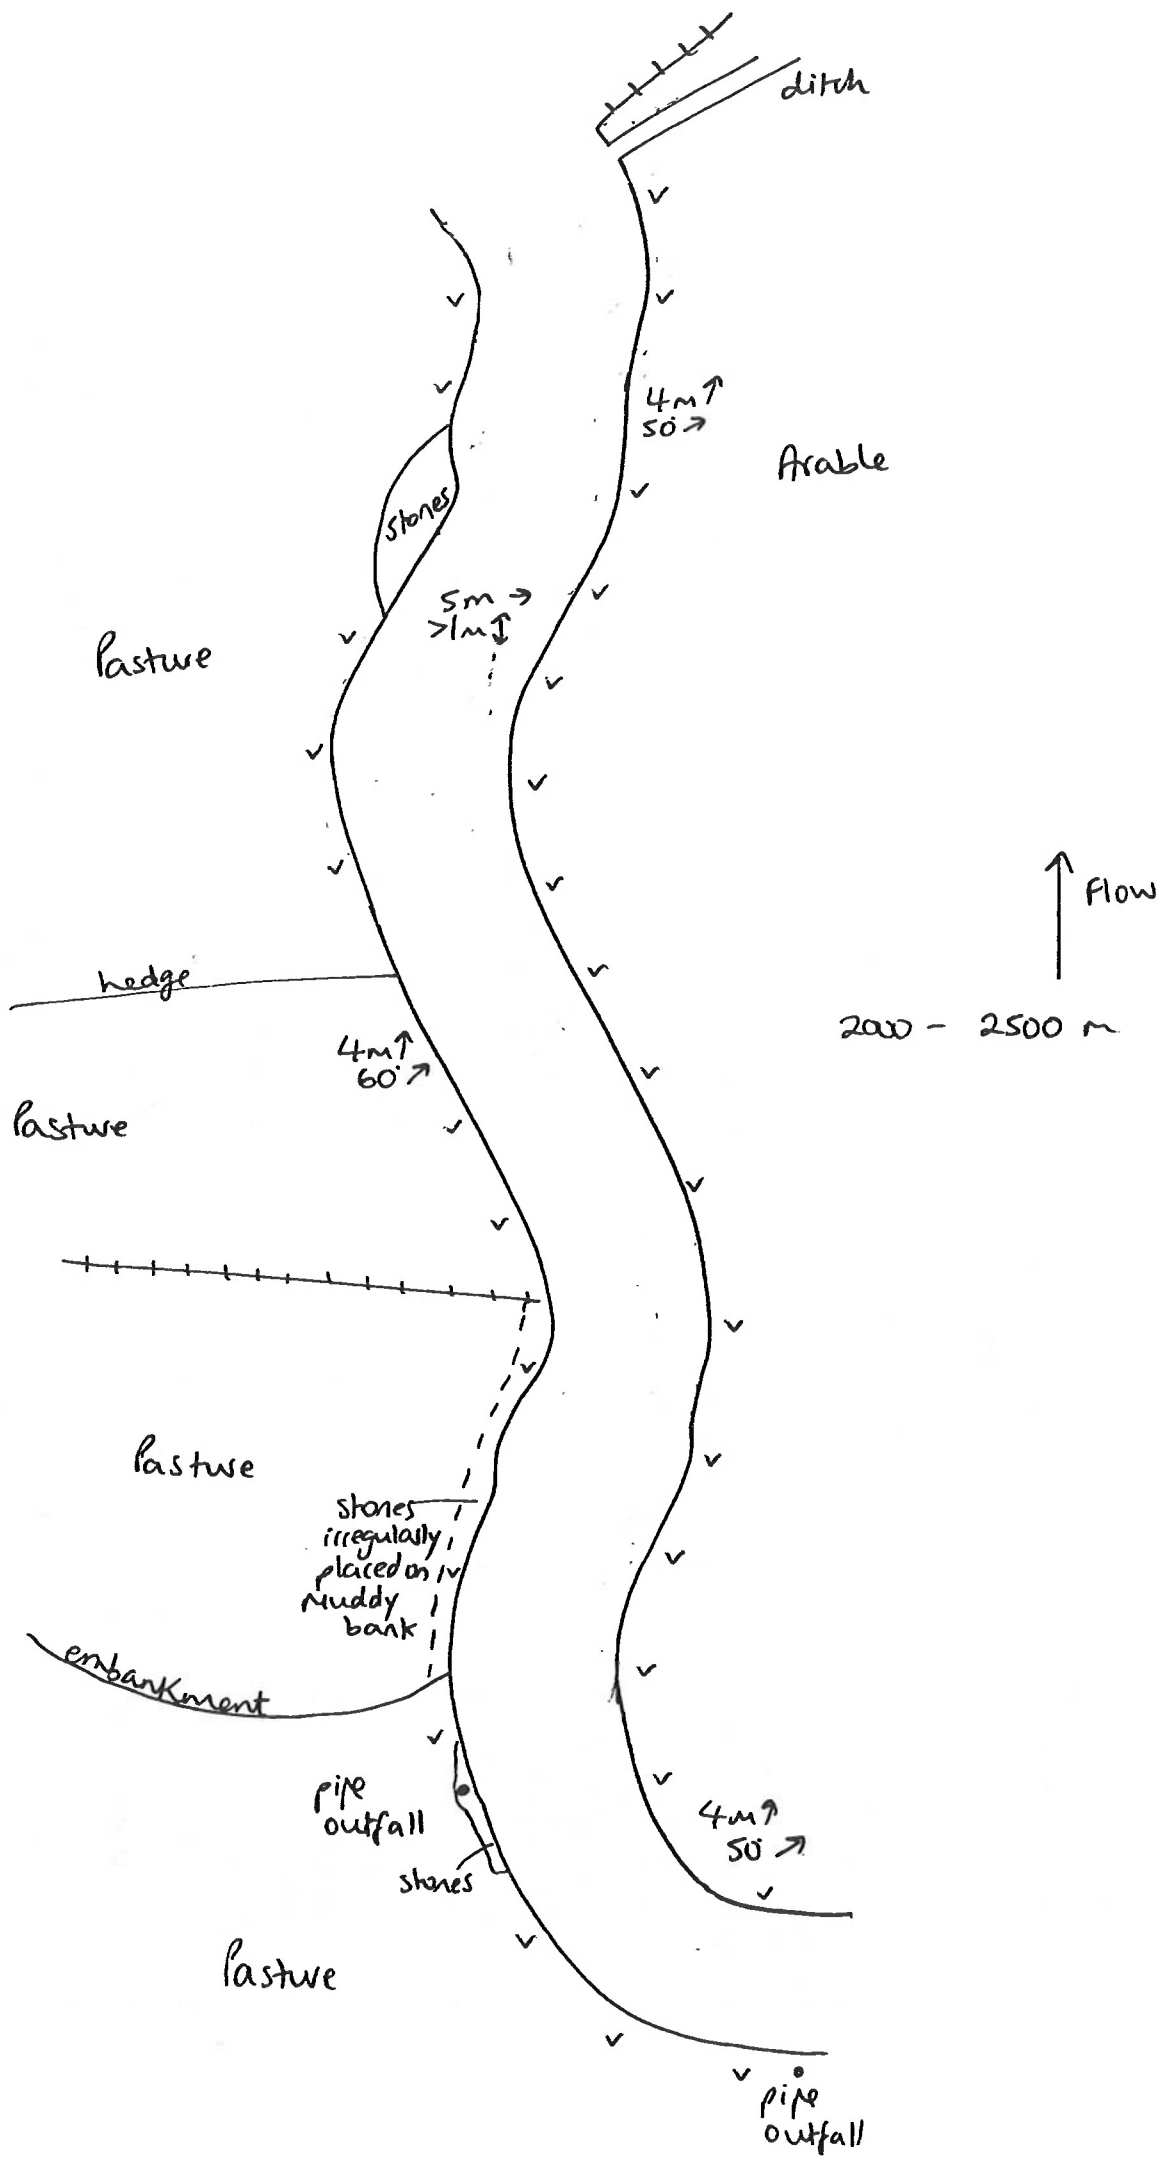 ditch
4m↑
50°↗
Arable
stones
5m →
>1m↕
Pasture
Flow
hedge
2000 - 2500 m
4m↑
60°↗
Pasture
Pasture
stones
irregularly
placed on
Muddy
bank
embankment
pipe
outfall
4m↑
50°↗
stones
Pasture
pipe
outfall